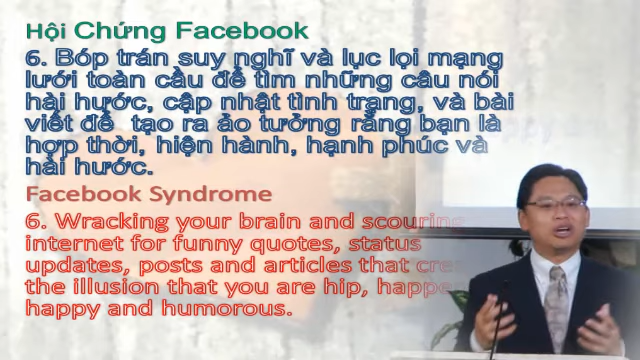 Hội Chứng Facebook
6. Bóp trán suy nghĩ và lục lọi mạng
lưới toàn cầu để tìm những câu nói
hài hước, cập nhật tình trạng, và bài
viết để tạo ra ảo tưởng rằng bạn là
hợp thời, hiện hành, hạnh phúc và
hài hước.
Facebook Syndrome
6. Wracking your brain and scouring
internet for funny quotes, status
updates, posts and articles that
the illusion that you are hip,
happy and humorous.